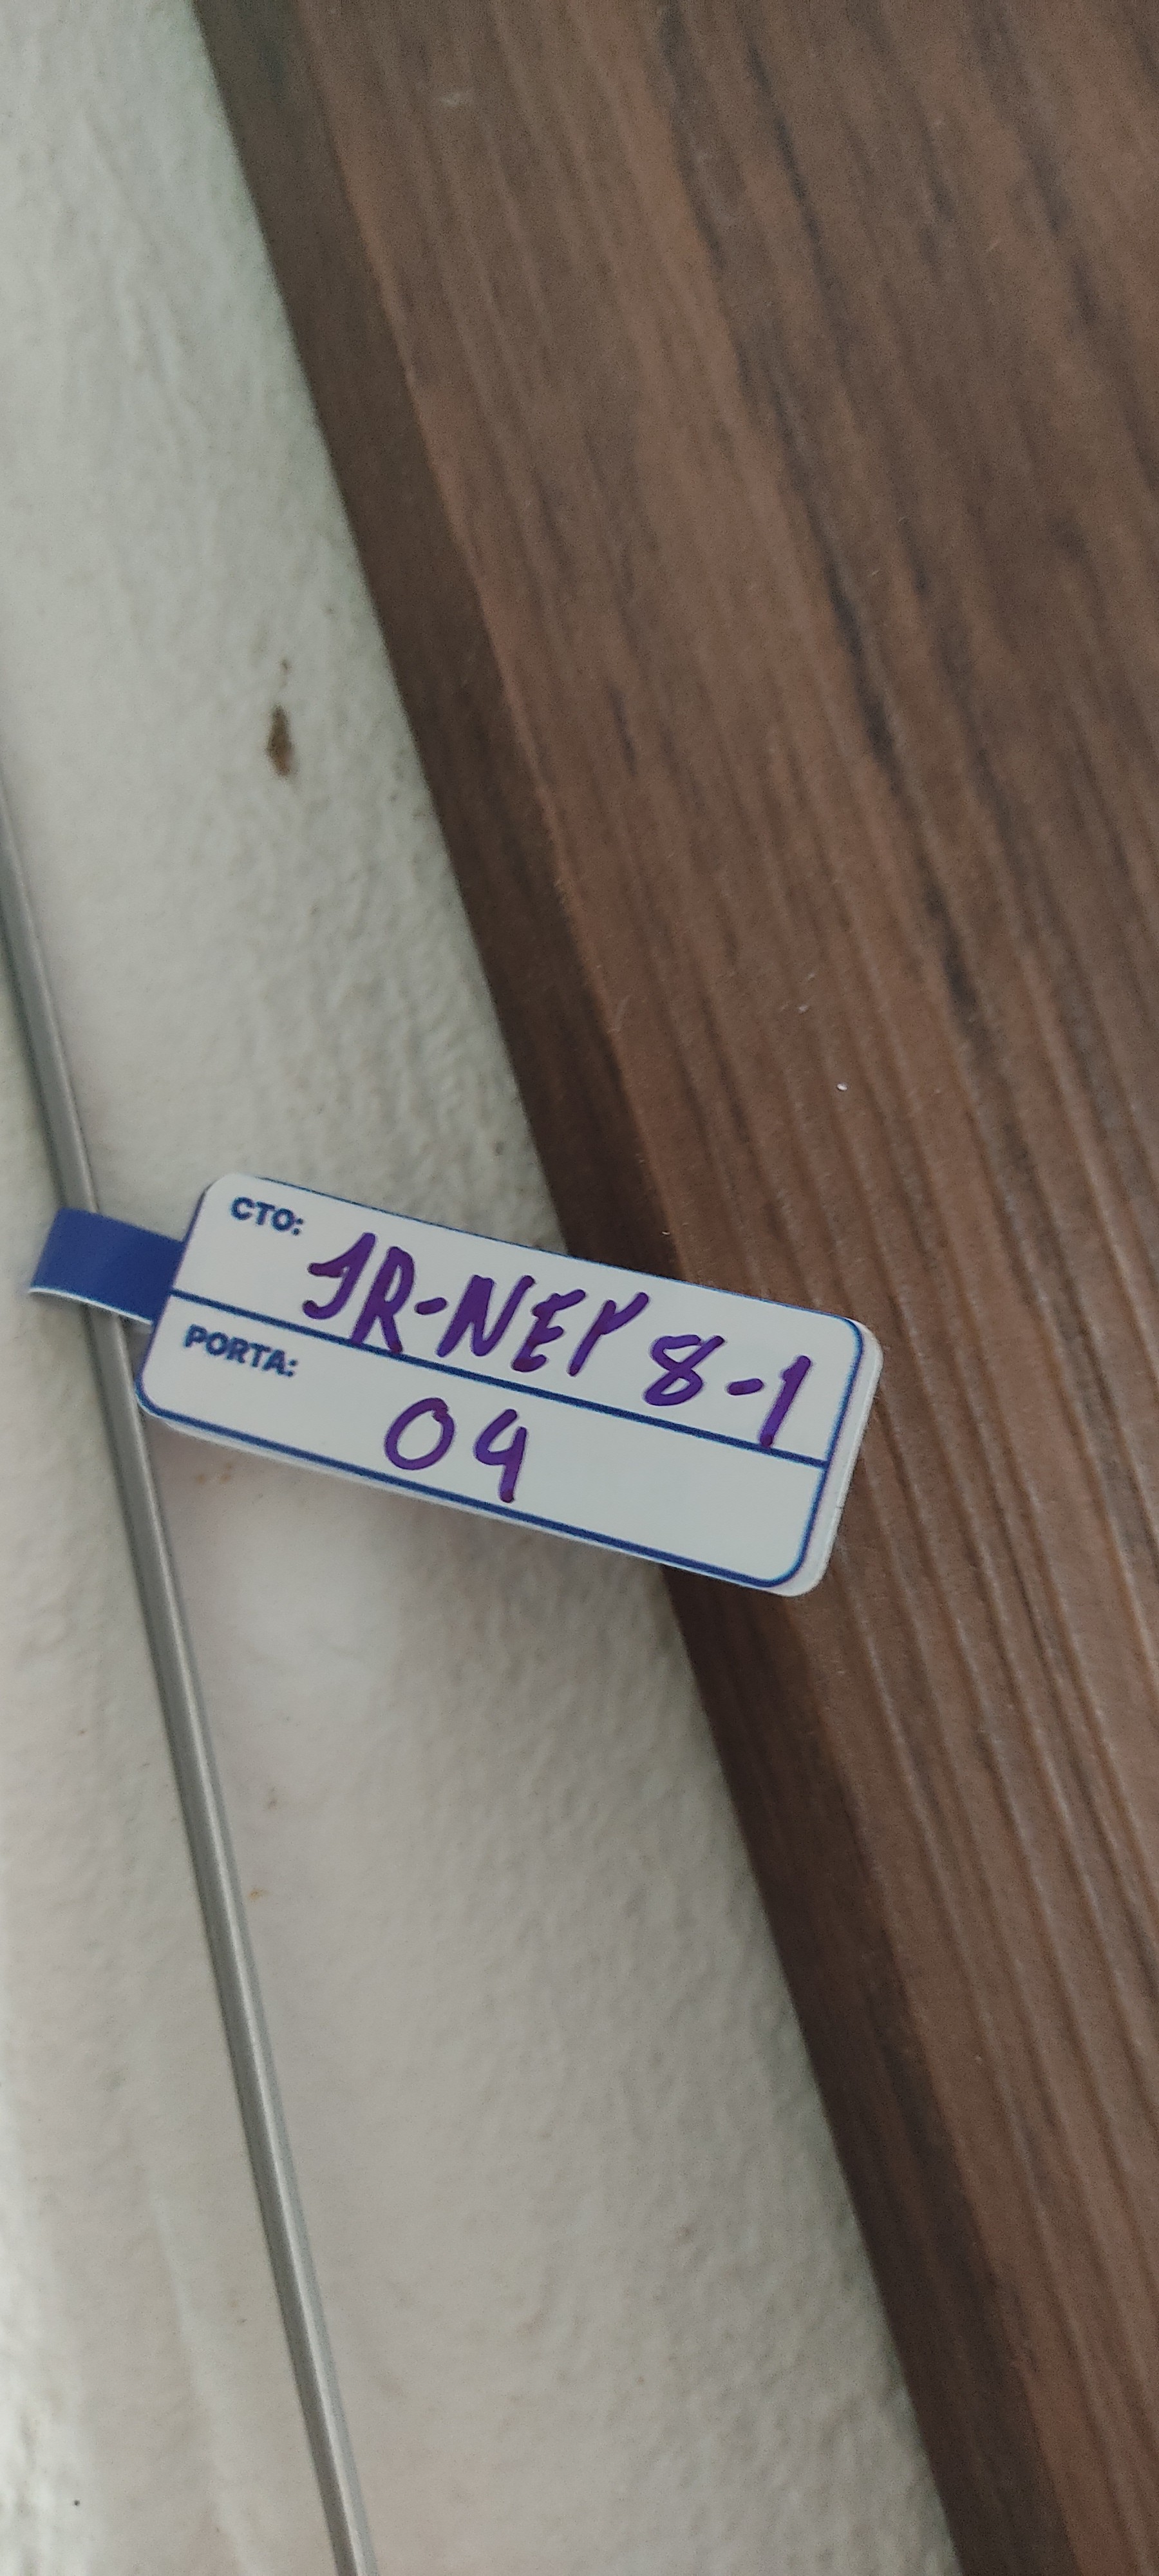 CTO: JR-NEY 8-1
PORTA: 04